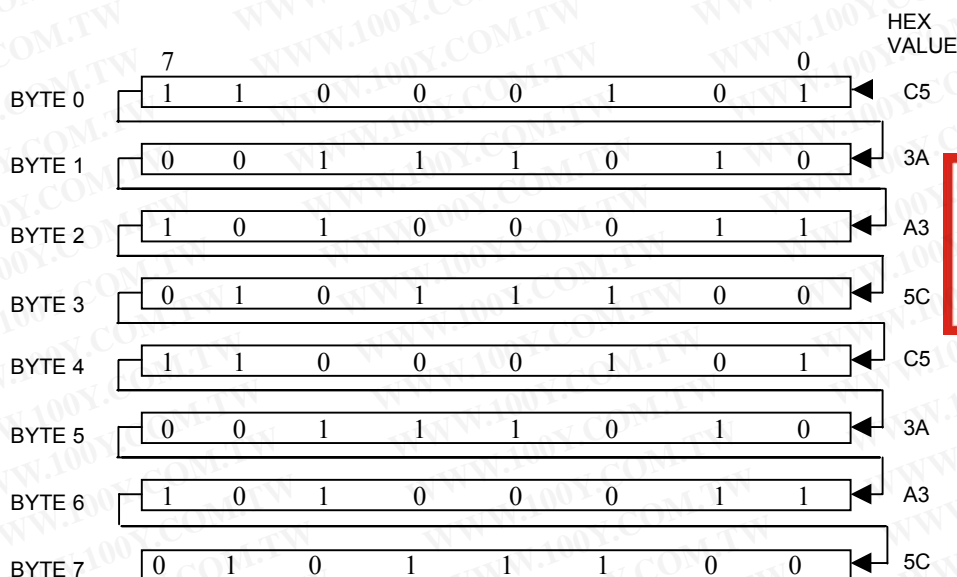 HEX
VALUE
7 0
BYTE 0 1 1 0 0 0 1 0 1 C5
BYTE 1 0 0 1 1 1 0 1 0 3A
BYTE 2 1 0 1 0 0 0 1 1 A3
BYTE 3 0 1 0 1 1 1 0 0 5C
BYTE 4 1 1 0 0 0 1 0 1 C5
BYTE 5 0 0 1 1 1 0 1 0 3A
BYTE 6 1 0 1 0 0 0 1 1 A3
BYTE 7 0 1 0 1 1 1 0 0 5C
WWW.100Y.COM.TW